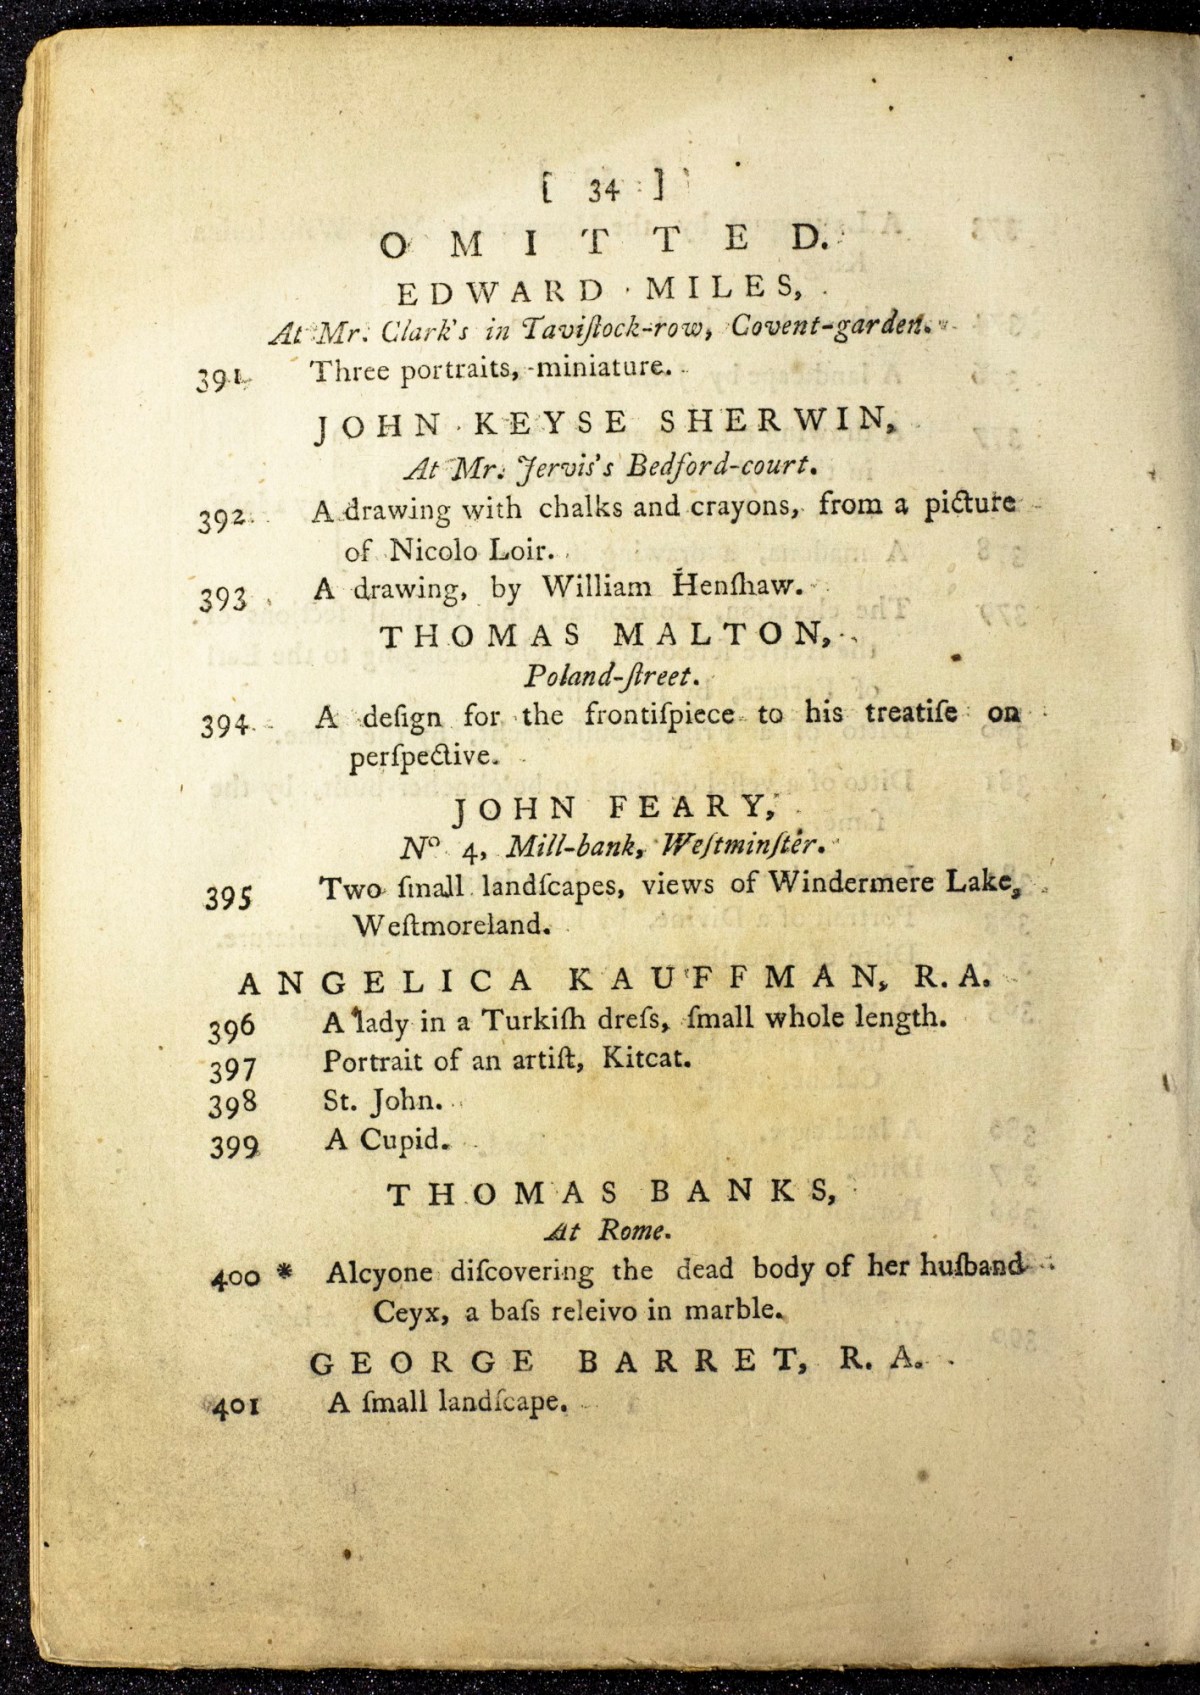 [ 34 ]
OMITTED.
EDWARD MILES,
At Mr. Clark's in Taviſtock-row, Covent-garden.
391 Three portraits, miniature.
JOHN KEYSE SHERWIN,
At Mr. Jervis's Bedford-court.
392 A drawing with chalks and crayons, from a picture
of Nicolo Loir.
393 A drawing, by William Henſhaw.
THOMAS MALTON,
Poland-ſtreet.
394 A deſign for the frontiſpiece to his treatiſe on
perſpective.
JOHN FEARY,
No 4, Mill-bank, Weſtminſter.
395 Two ſmall landſcapes, views of Windermere Lake,
Weſtmoreland.
ANGELICA KAUFFMAN, R.A.
396 A lady in a Turkiſh dreſs, ſmall whole length.
397 Portrait of an artiſt, Kitcat.
398 St. John.
399 A Cupid.
THOMAS BANKS,
At Rome.
400 * Alcyone diſcovering the dead body of her huſband
Ceyx, a baſs releivo in marble.
GEORGE BARRET, R. A.
401 A ſmall landſcape.